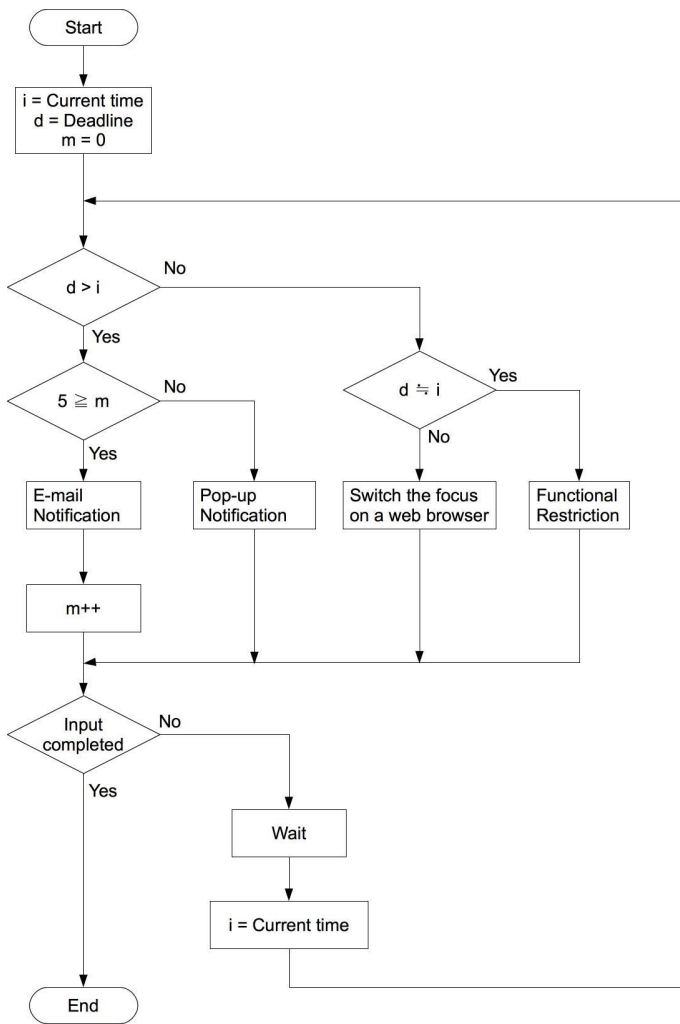 Start
i = Current time
d = Deadline
m = 0
d > i
No
Yes
5 ≧ m
No
Yes
d ≒ i
Yes
No
E-mail
Notification
Pop-up
Notification
Switch the focus
on a web browser
Functional
Restriction
m++
Input
completed
No
Yes
Wait
i = Current time
End